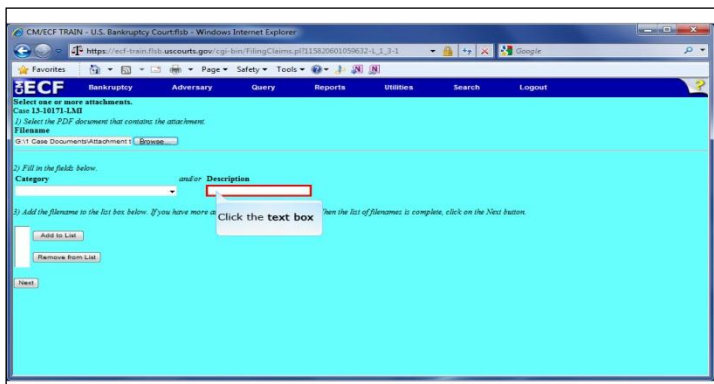 CM/ECF TRAIN - U.S. Bankruptcy Court:flsb - Windows Internet Explorer
https://ecf-train.flsb.uscourts.gov/cgi-bin/FilingClaims.pl?115820601059632-L_1_3-1
Google
Favorites Page Safety Tools
ECF Bankruptcy Adversary Query Reports Utilities Search Logout
Select one or more attachments.
Case 13-10171-LMI
1) Select the PDF document that contains the attachment.
Filename
G:\1 Case Documents\Attachment t Browse...
2) Fill in the fields below.
Category and/or Description
3) Add the filename to the list box below. If you have more a
hen the list of filenames is complete, click on the Next button.
Click the text box
Add to List
Remove from List
Next